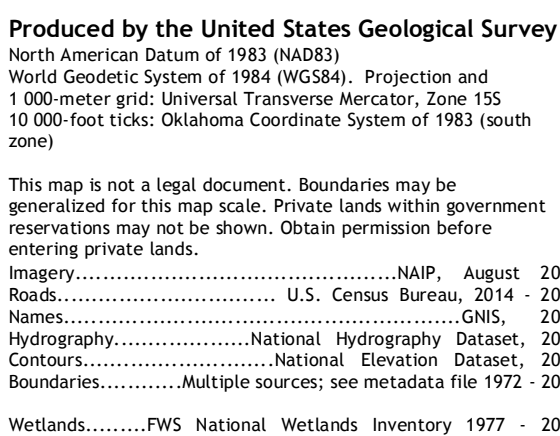 Produced by the United States Geological Survey
North American Datum of 1983 (NAD83)
World Geodetic System of 1984 (WGS84). Projection and
1 000-meter grid: Universal Transverse Mercator, Zone 15S
10 000-foot ticks: Oklahoma Coordinate System of 1983 (south
zone)
This map is not a legal document. Boundaries may be
generalized for this map scale. Private lands within government
reservations may not be shown. Obtain permission before
entering private lands.
Imagery..........................................NAIP, August 20
Roads............................ U.S. Census Bureau, 2014 - 20
Names....................................................GNIS, 20
Hydrography..................National Hydrography Dataset, 20
Contours........................National Elevation Dataset, 20
Boundaries...........Multiple sources; see metadata file 1972 - 20
Wetlands.........FWS National Wetlands Inventory 1977 - 20